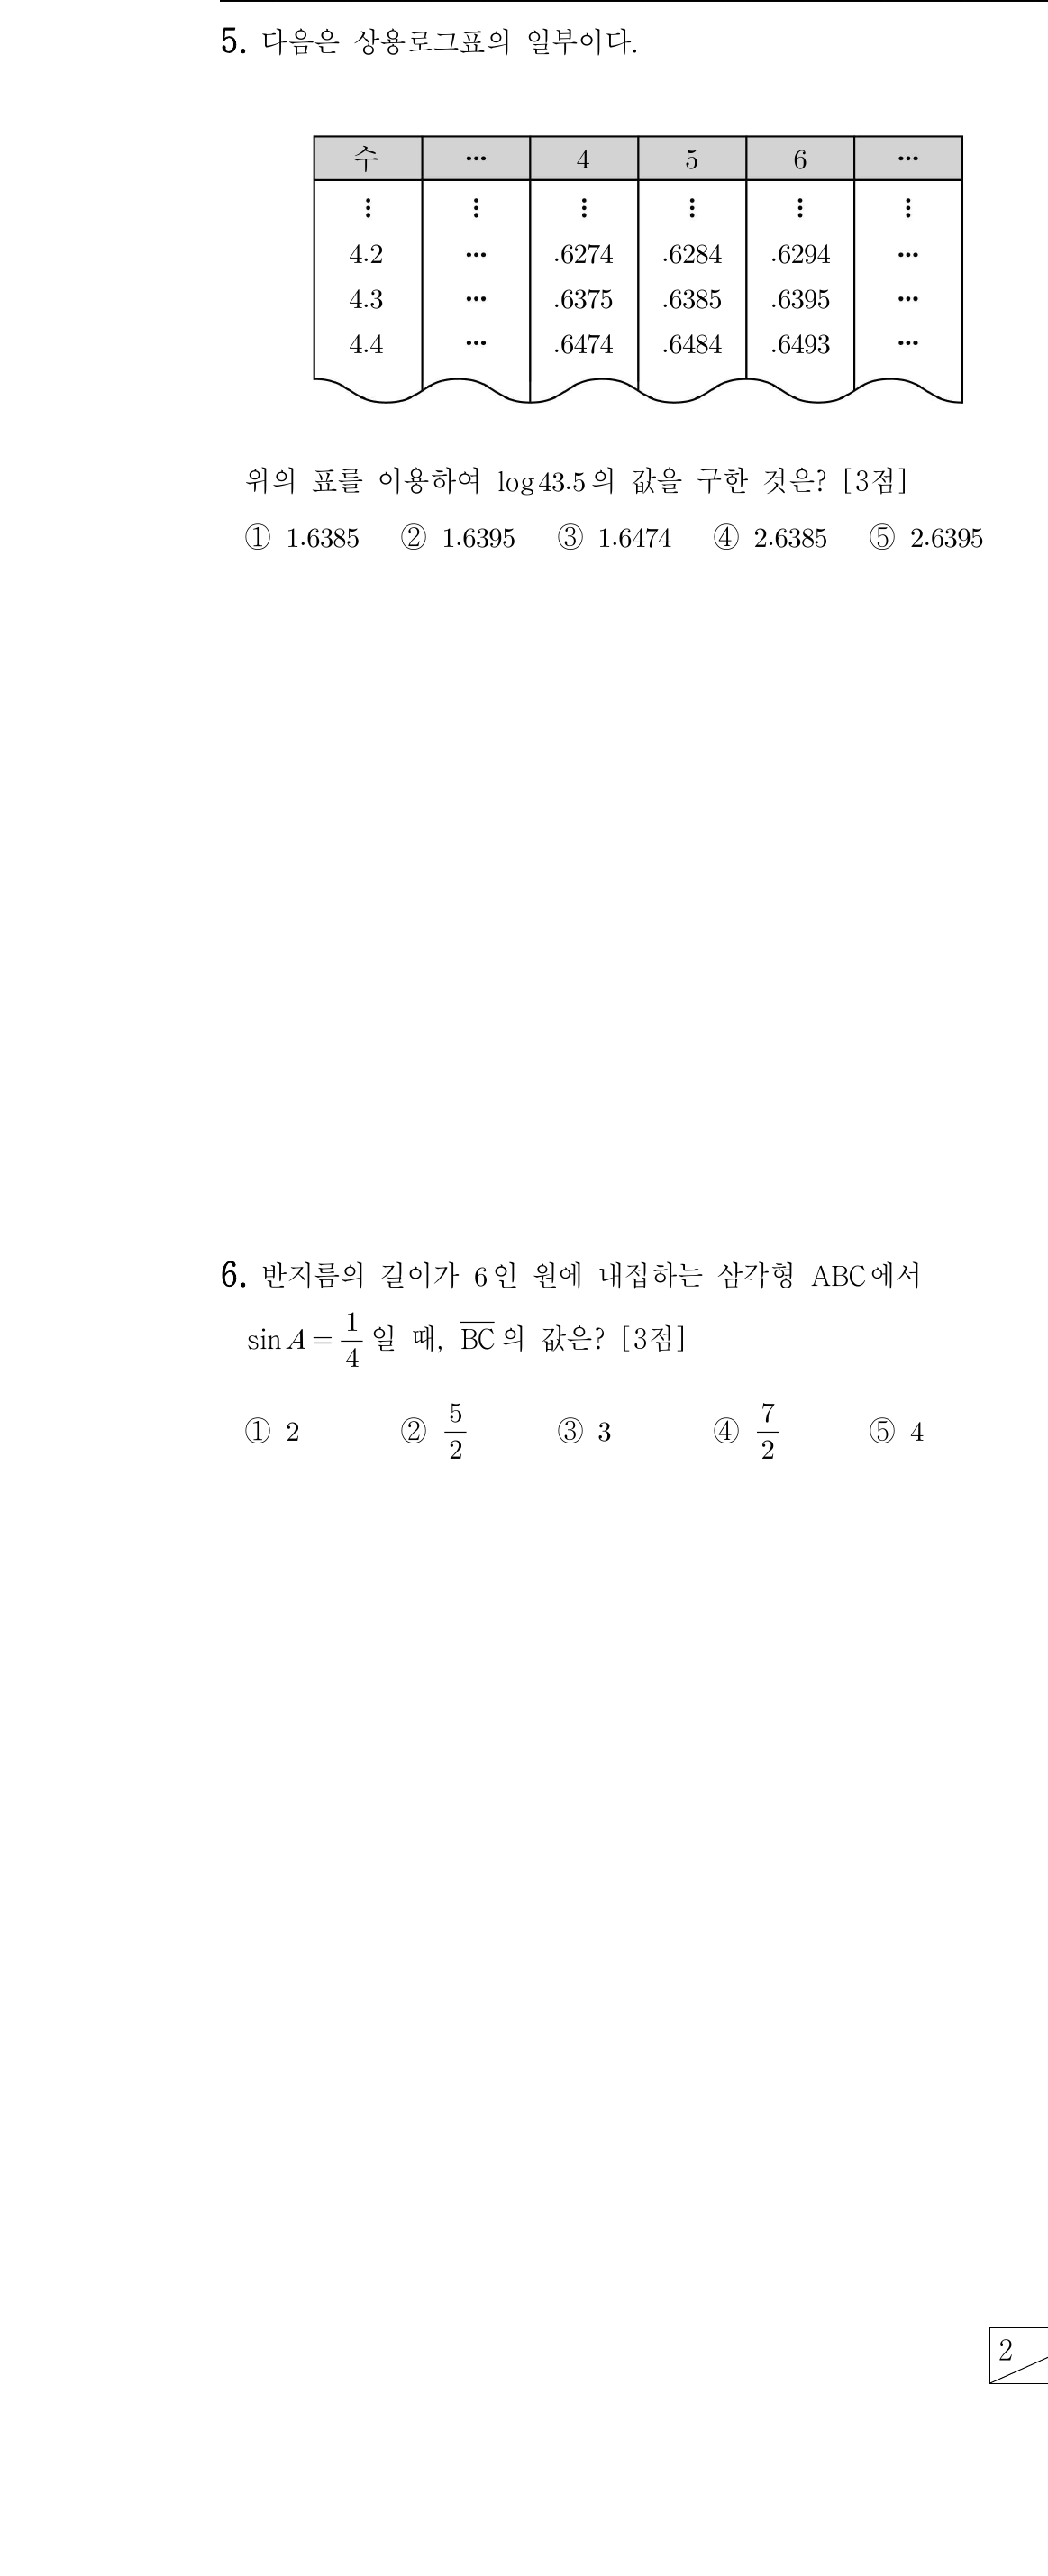 5. 다음은 상용로그표의 일부이다.
수 ⋯ 4 5 6 ⋯
⋮ ⋮ ⋮ ⋮ ⋮ ⋮
4.2 ⋯ .6274 .6284 .6294 ⋯
4.3 ⋯ .6375 .6385 .6395 ⋯
4.4 ⋯ .6474 .6484 .6493 ⋯
위의 표를 이용하여 log 43.5의 값을 구한 것은? [3점]
① 1.6385 ② 1.6395 ③ 1.6474 ④ 2.6385 ⑤ 2.6395
6. 반지름의 길이가 6인 원에 내접하는 삼각형 ABC에서
sin A = 1/4 일 때, B̅C̅의 값은? [3점]
① 2 ② 5/2 ③ 3 ④ 7/2 ⑤ 4
2